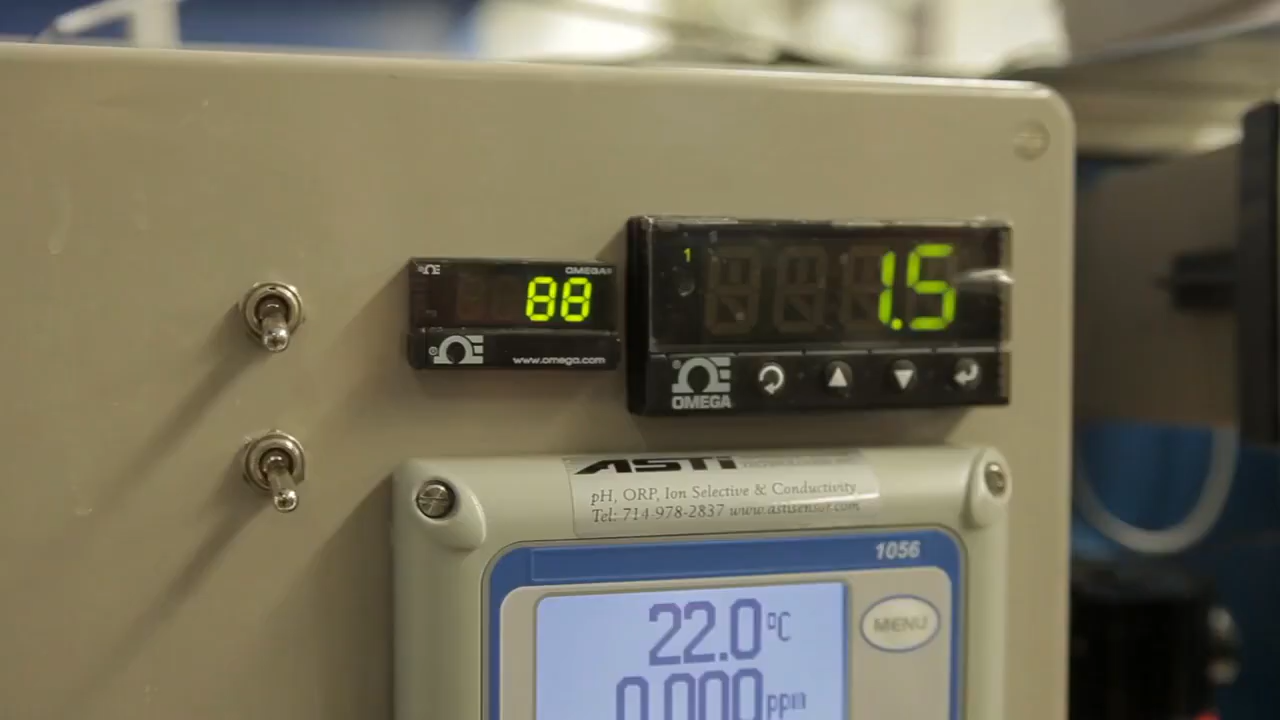 OMEGA®
88
www.omega.com
1
1.5
OMEGA
ASTI
pH, ORP, Ion Selective & Conductivity
Tel: 714-978-2837 www.astisensor.com
1056
22.0°C
MENU
0.000 ppm